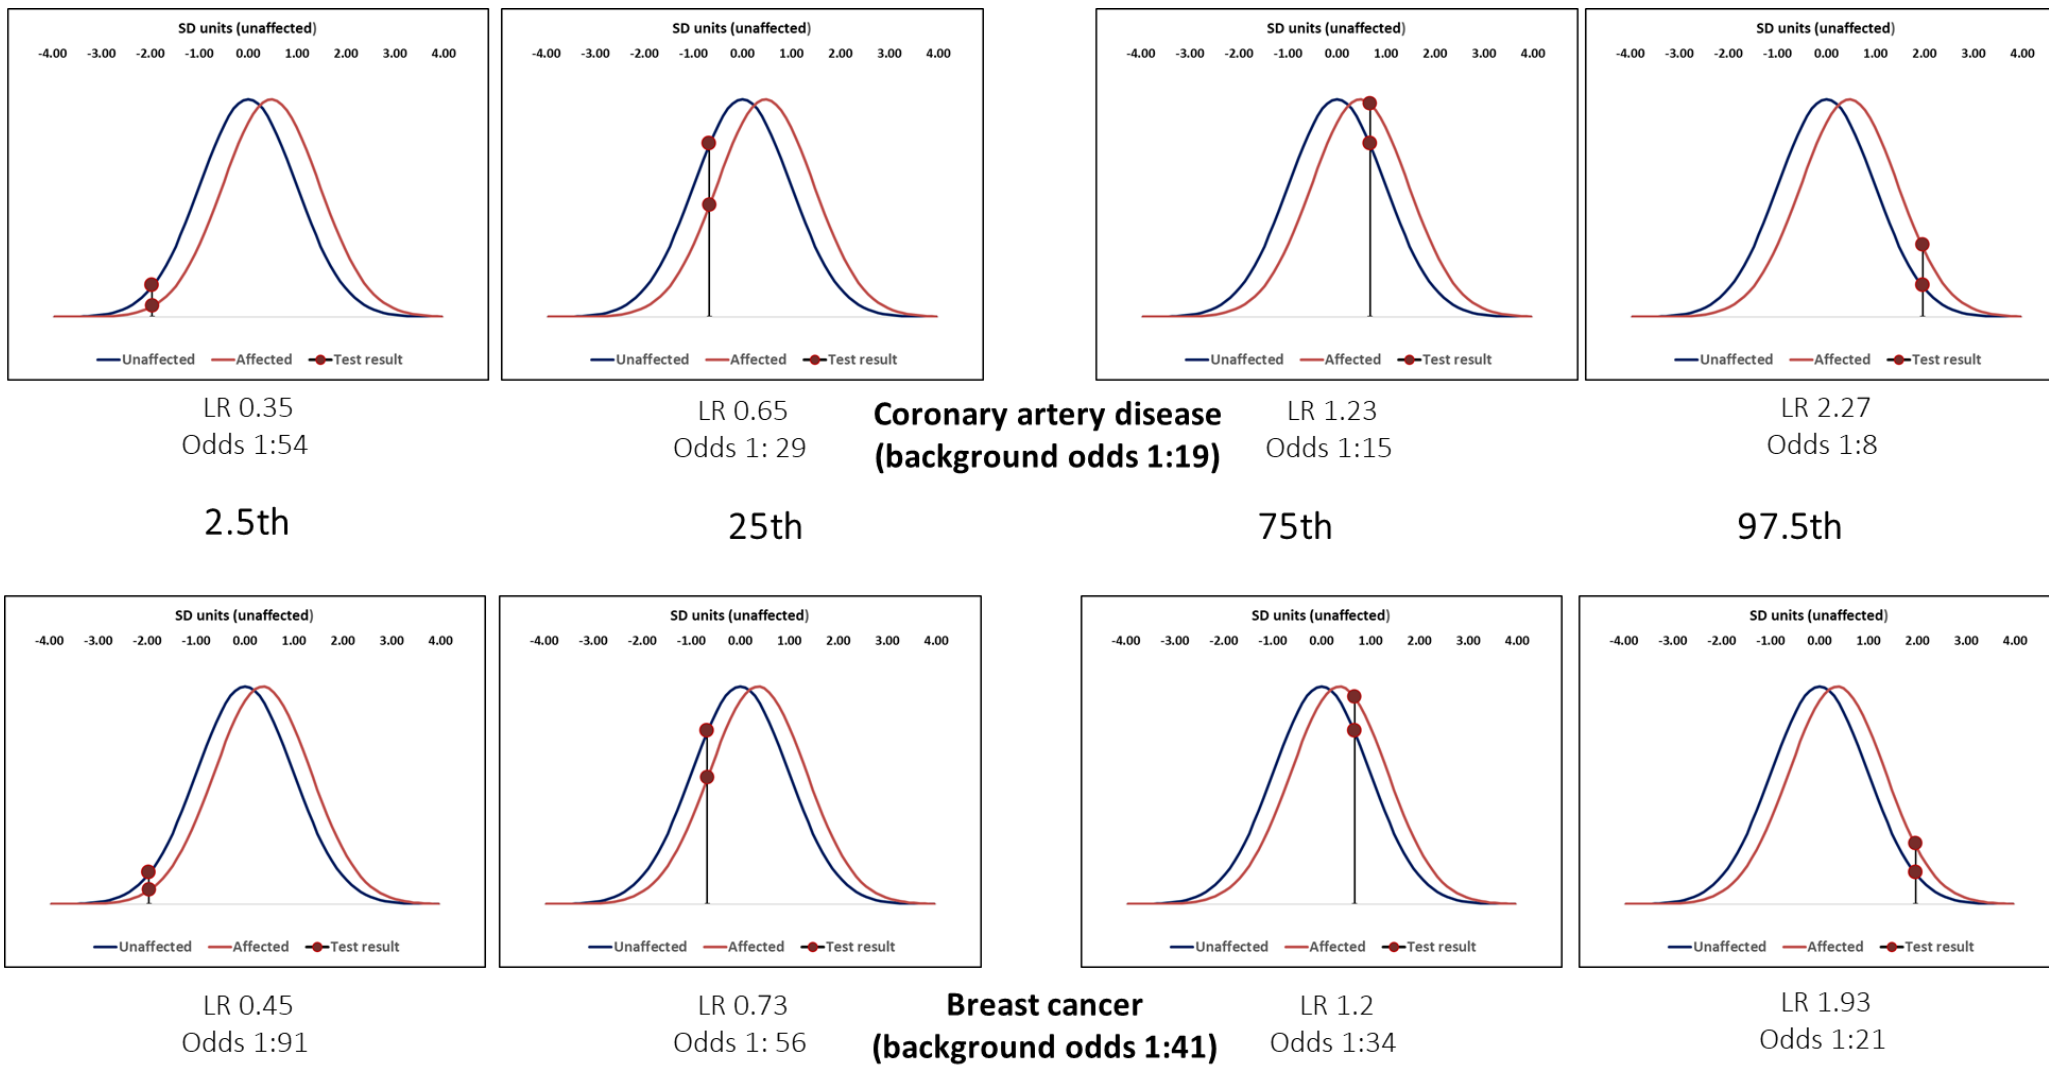 SD units (unaffected)
-4.00 -3.00 -2.00 -1.00 0.00 1.00 2.00 3.00 4.00
Unaffected Affected Test result
LR 0.35
Odds 1:54
SD units (unaffected)
-4.00 -3.00 -2.00 -1.00 0.00 1.00 2.00 3.00 4.00
Unaffected Affected Test result
LR 0.65
Odds 1: 29
Coronary artery disease
(background odds 1:19)
SD units (unaffected)
-4.00 -3.00 -2.00 -1.00 0.00 1.00 2.00 3.00 4.00
Unaffected Affected Test result
LR 1.23
Odds 1:15
SD units (unaffected)
-4.00 -3.00 -2.00 -1.00 0.00 1.00 2.00 3.00 4.00
Unaffected Affected Test result
LR 2.27
Odds 1:8
2.5th 25th 75th 97.5th
SD units (unaffected)
-4.00 -3.00 -2.00 -1.00 0.00 1.00 2.00 3.00 4.00
Unaffected Affected Test result
LR 0.45
Odds 1:91
SD units (unaffected)
-4.00 -3.00 -2.00 -1.00 0.00 1.00 2.00 3.00 4.00
Unaffected Affected Test result
LR 0.73
Odds 1: 56
Breast cancer
(background odds 1:41)
SD units (unaffected)
-4.00 -3.00 -2.00 -1.00 0.00 1.00 2.00 3.00 4.00
Unaffected Affected Test result
LR 1.2
Odds 1:34
SD units (unaffected)
-4.00 -3.00 -2.00 -1.00 0.00 1.00 2.00 3.00 4.00
Unaffected Affected Test result
LR 1.93
Odds 1:21